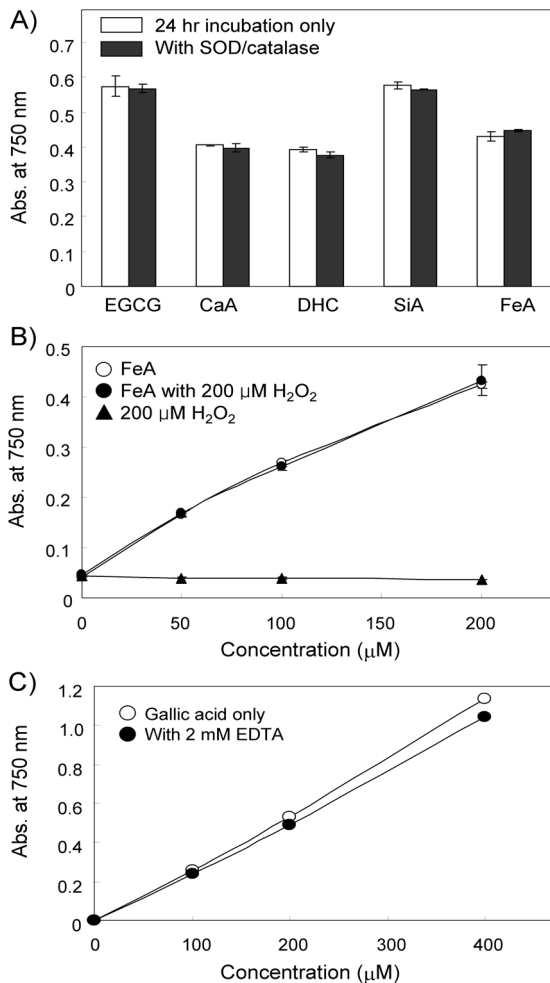 A)
24 hr incubation only
With SOD/catalase
Abs. at 750 nm
0.7
0.6
0.5
0.4
0.3
0.2
0.1
0
EGCG CaA DHC SiA FeA
B)
FeA
FeA with 200 μM H₂O₂
200 μM H₂O₂
Abs. at 750 nm
0.5
0.4
0.3
0.2
0.1
0
0 50 100 150 200
Concentration (μM)
C)
Gallic acid only
With 2 mM EDTA
Abs. at 750 nm
1.2
1.0
0.8
0.6
0.4
0.2
0
0 100 200 300 400
Concentration (μM)